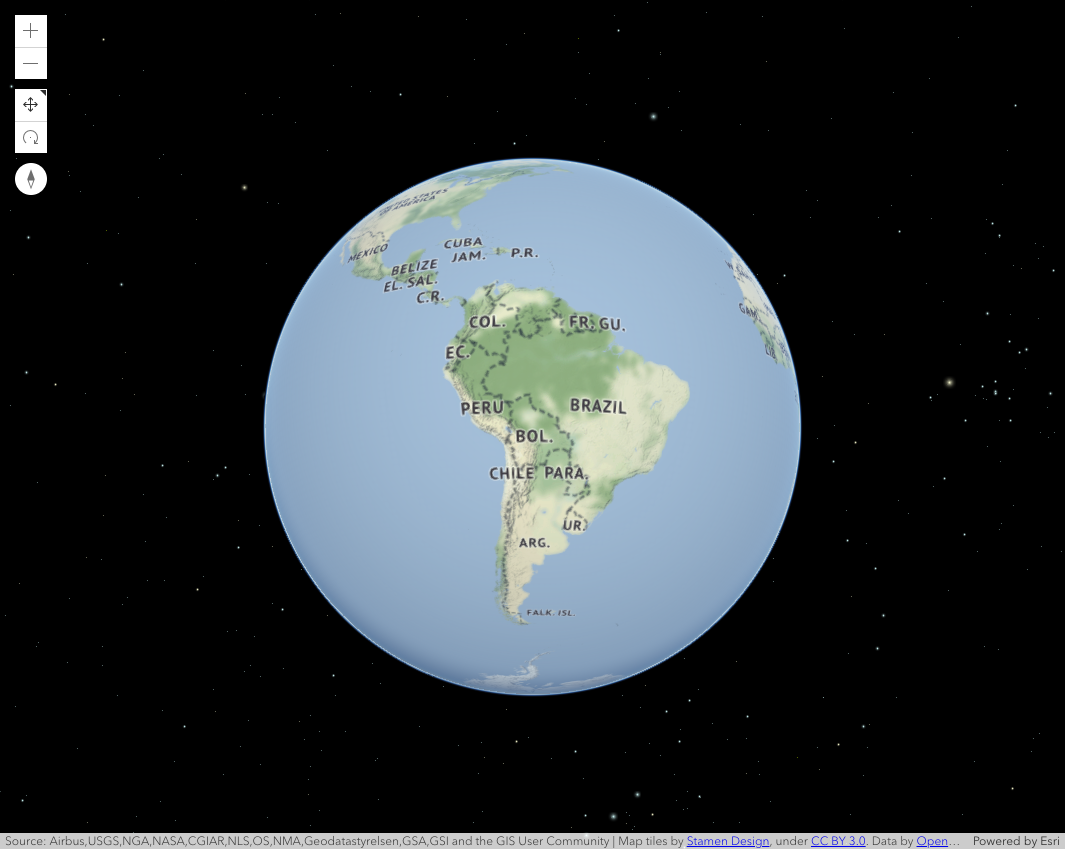 UNITED STATES
OF AMERICA
MEXICO
CUBA
JAM.
P.R.
BELIZE
EL. SAL.
C.R.
COL.
FR. GU.
GAM.
EC.
PERU
BRAZIL
BOL.
CHILE
PARA.
UR.
ARG.
FALK. ISL.
Source: Airbus,USGS,NGA,NASA,CGIAR,NLS,OS,NMA,Geodatastyrelsen,GSA,GSI and the GIS User Community | Map tiles by Stamen Design, under CC BY 3.0. Data by Open… Powered by Esri